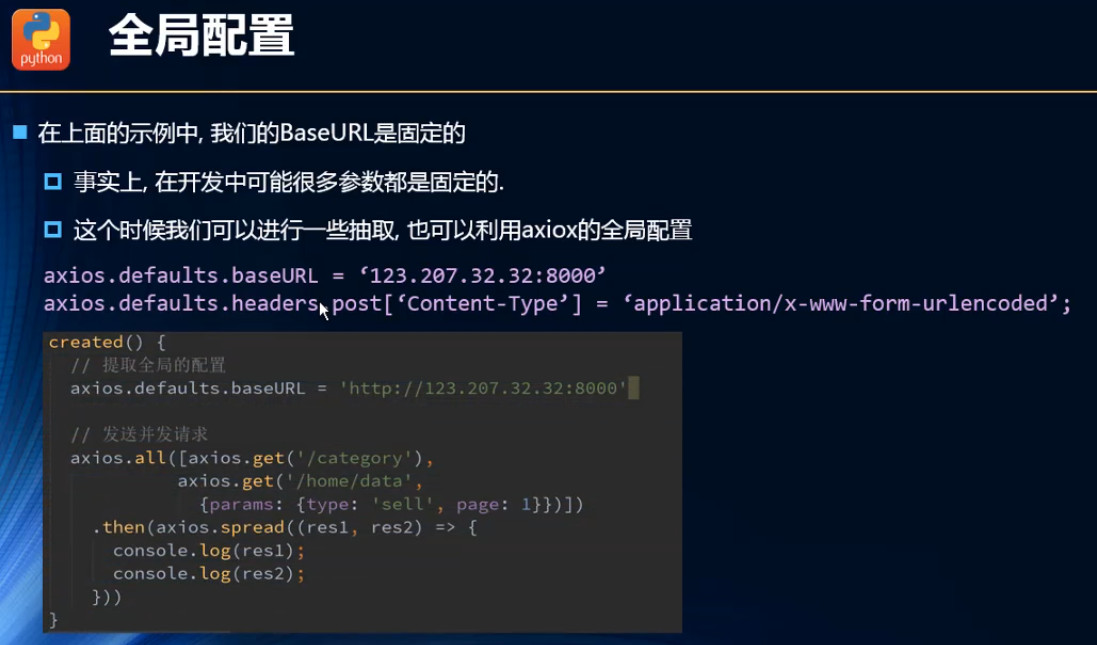 python
全局配置
在上面的示例中, 我们的BaseURL是固定的
事实上, 在开发中可能很多参数都是固定的.
这个时候我们可以进行一些抽取, 也可以利用axiox的全局配置
axios.defaults.baseURL = ‘123.207.32.32:8000’
axios.defaults.headers.post[‘Content-Type’] = ‘application/x-www-form-urlencoded’;
created() {
// 提取全局的配置
axios.defaults.baseURL = 'http://123.207.32.32:8000'
// 发送并发请求
axios.all([axios.get('/category'),
axios.get('/home/data',
{params: {type: 'sell', page: 1}})])
.then(axios.spread((res1, res2) => {
console.log(res1);
console.log(res2);
}))
}